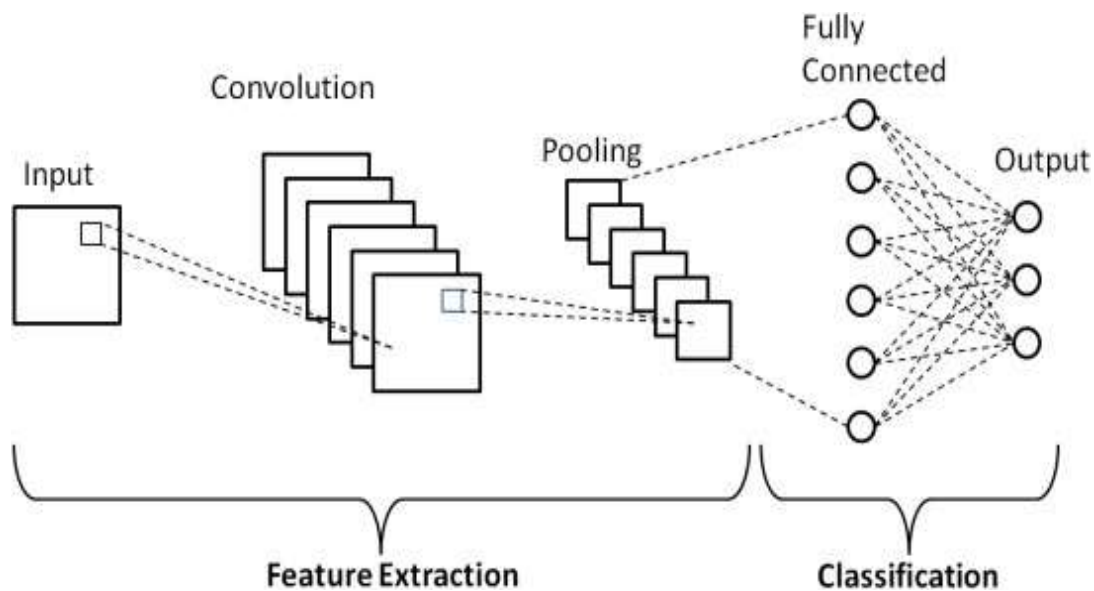 Input
Convolution
Pooling
Fully
Connected
Output
Feature Extraction
Classification